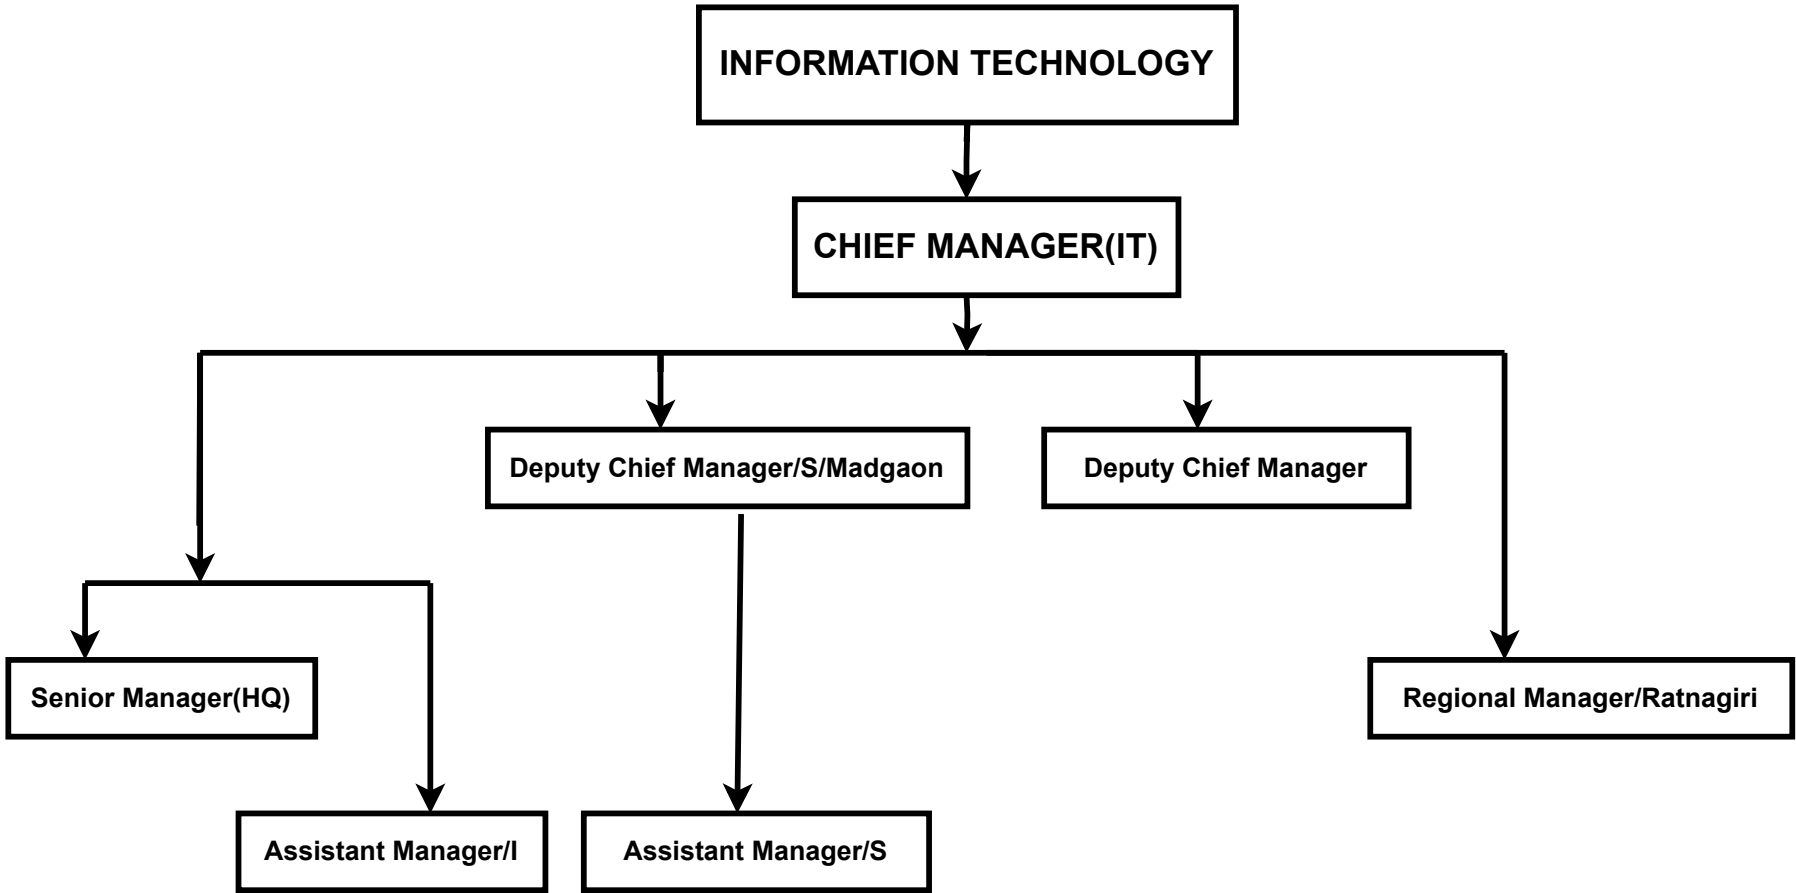 INFORMATION TECHNOLOGY
CHIEF MANAGER(IT)
Deputy Chief Manager/S/Madgaon
Deputy Chief Manager
Senior Manager(HQ)
Regional Manager/Ratnagiri
Assistant Manager/I
Assistant Manager/S